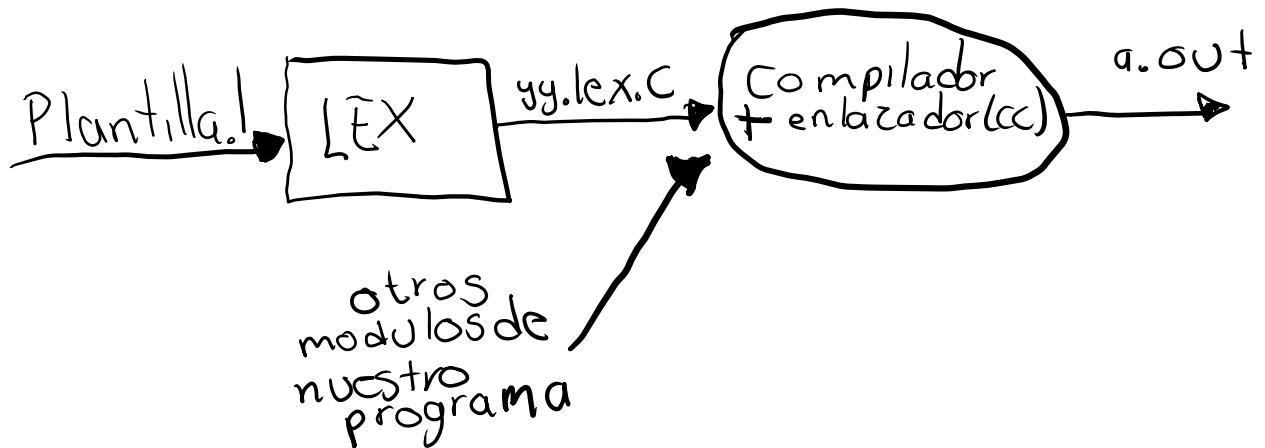 Plantilla.l
LEX
yy.lex.c
Compilador
+ enlazador(cc)
a.out
otros
modulos de
nuestro
programa